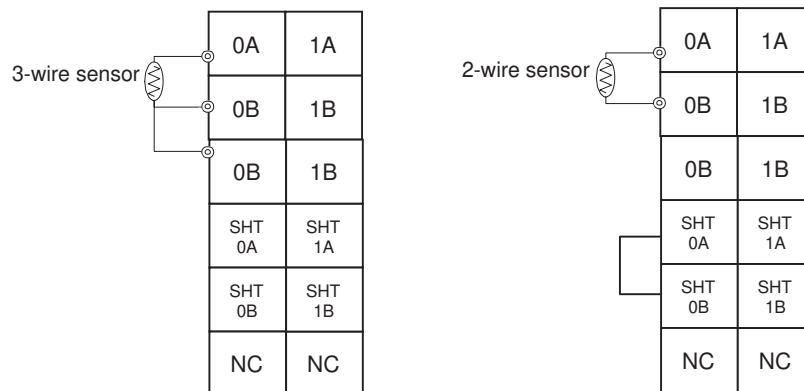 3-wire sensor
0A 1A
0B 1B
0B 1B
SHT 0A SHT 1A
SHT 0B SHT 1B
NC NC
2-wire sensor
0A 1A
0B 1B
0B 1B
SHT 0A SHT 1A
SHT 0B SHT 1B
NC NC